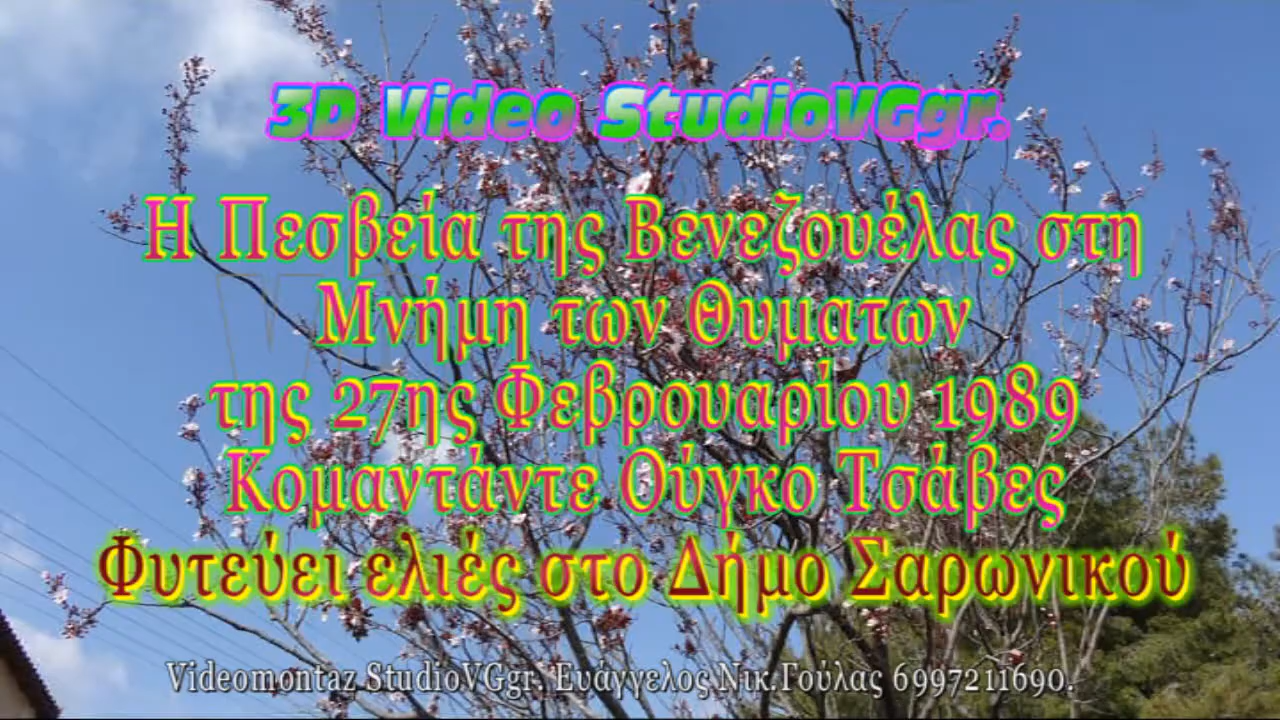 3D Video StudioVGgr.
Η Πεσβεία της Βενεζουέλας στη
Μνήμη των Θυματων
της 27ης Φεβρουαρίου 1989
Κομαντάντε Ούγκο Τσάβες
Φυτεύει ελιές στο Δήμο Σαρωνικού
Videomontaz StudioVGgr. Ευάγγελος Νικ.Γούλας 6997211690.